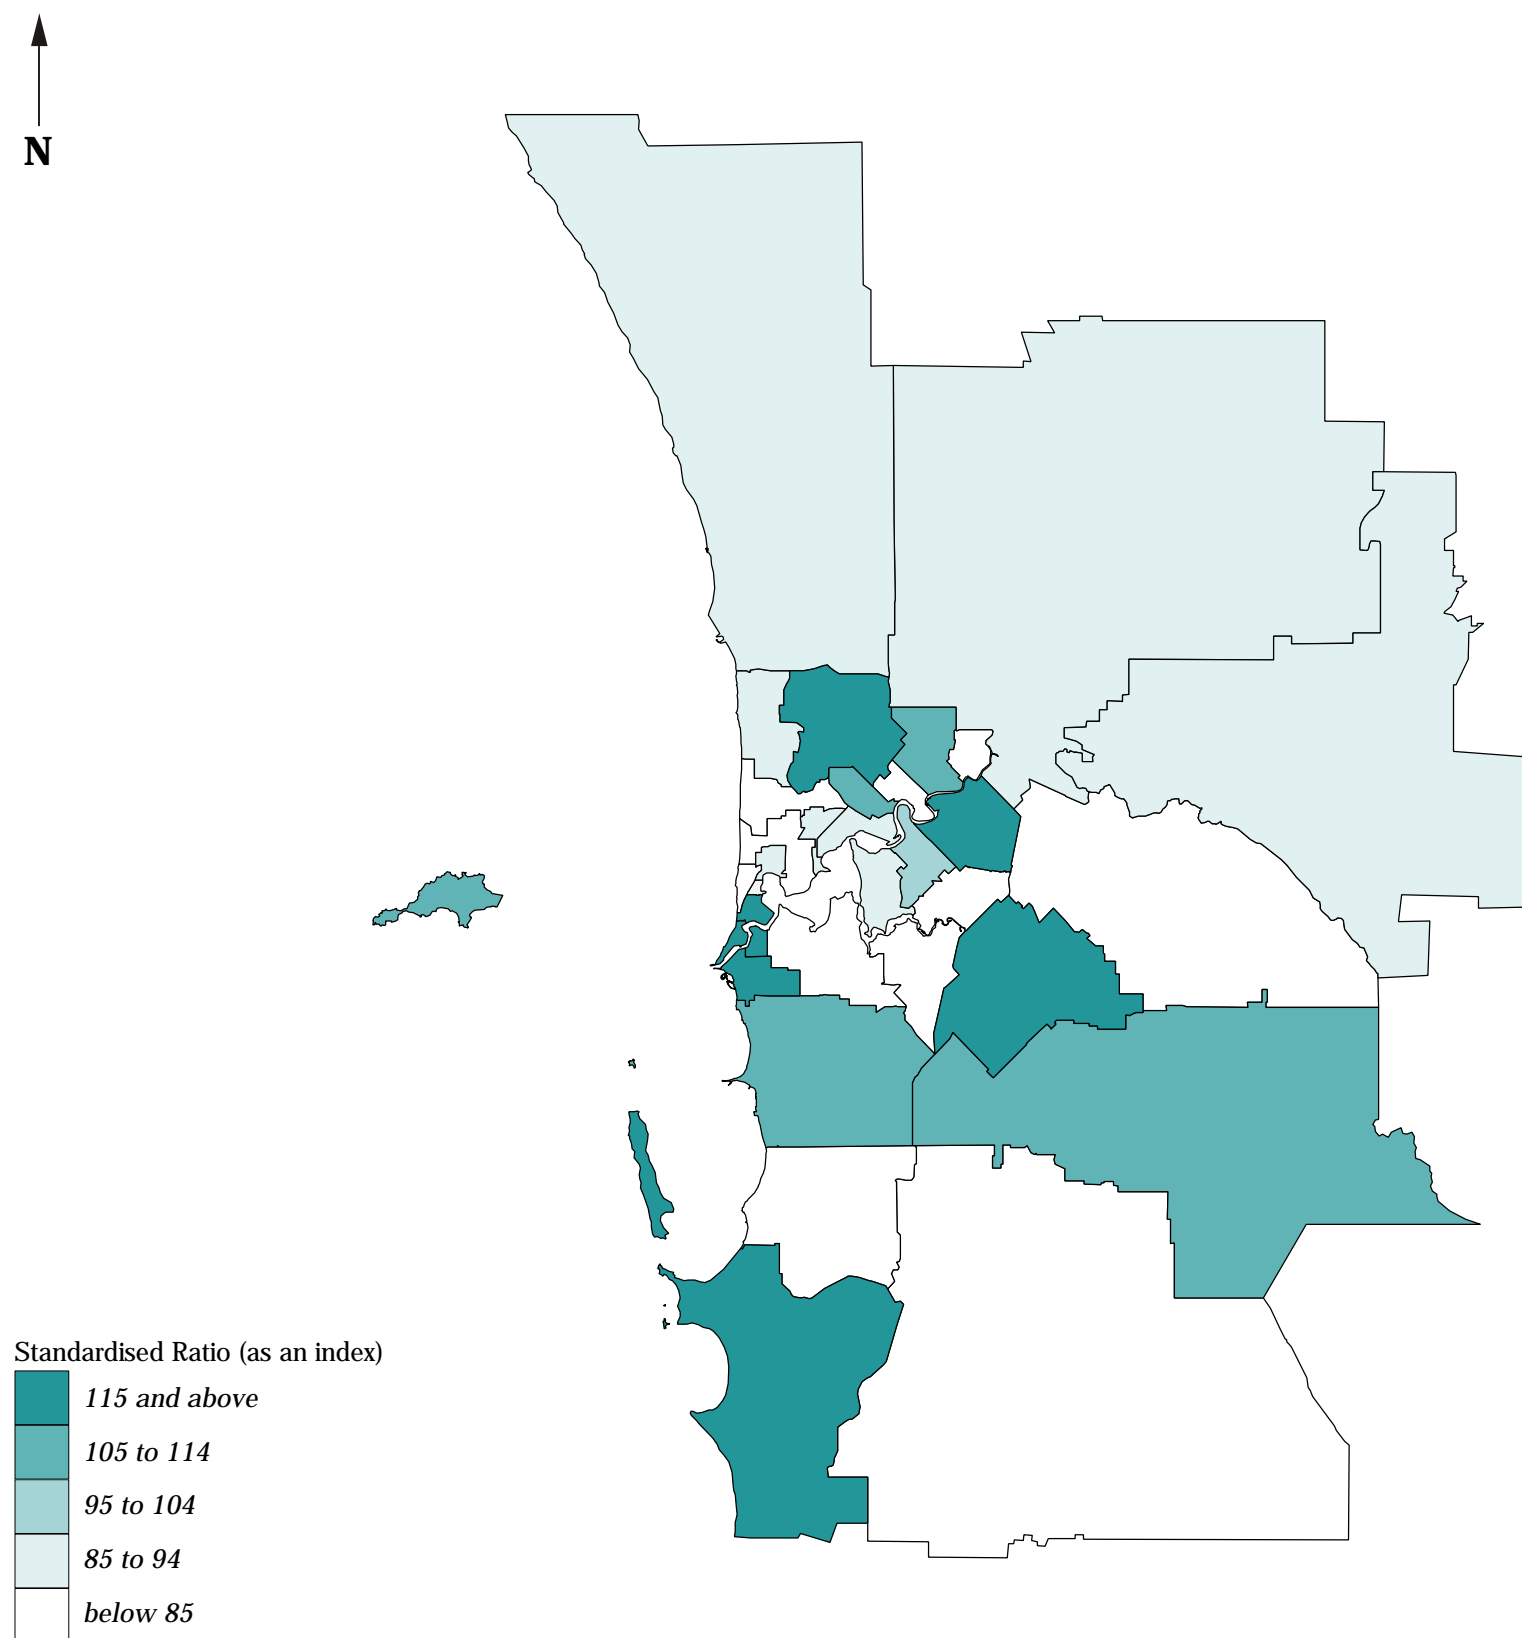 N
Standardised Ratio (as an index)
115 and above
105 to 114
95 to 104
85 to 94
below 85